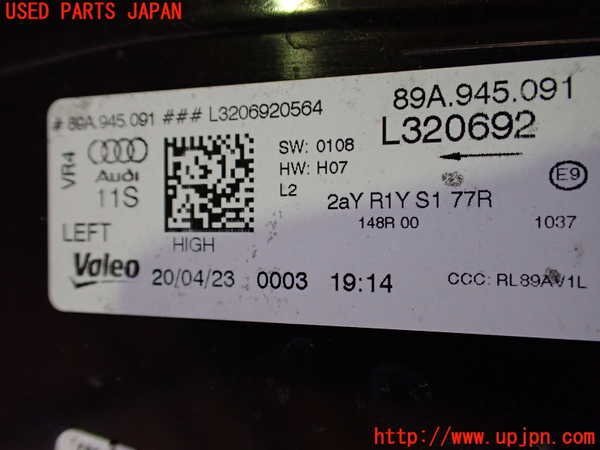 USED PARTS JAPAN
# 89A.945.091 ### L3206920564
89A.945.091
L320692
VR4
Audi
11S
SW: 0108
HW: H07
L2
E9
2aY R1Y S1 77R
148R 00
1037
LEFT
HIGH
Valeo
20/04/23 0003 19:14
CCC: RL89AV1L
http://www.upjpn.com/